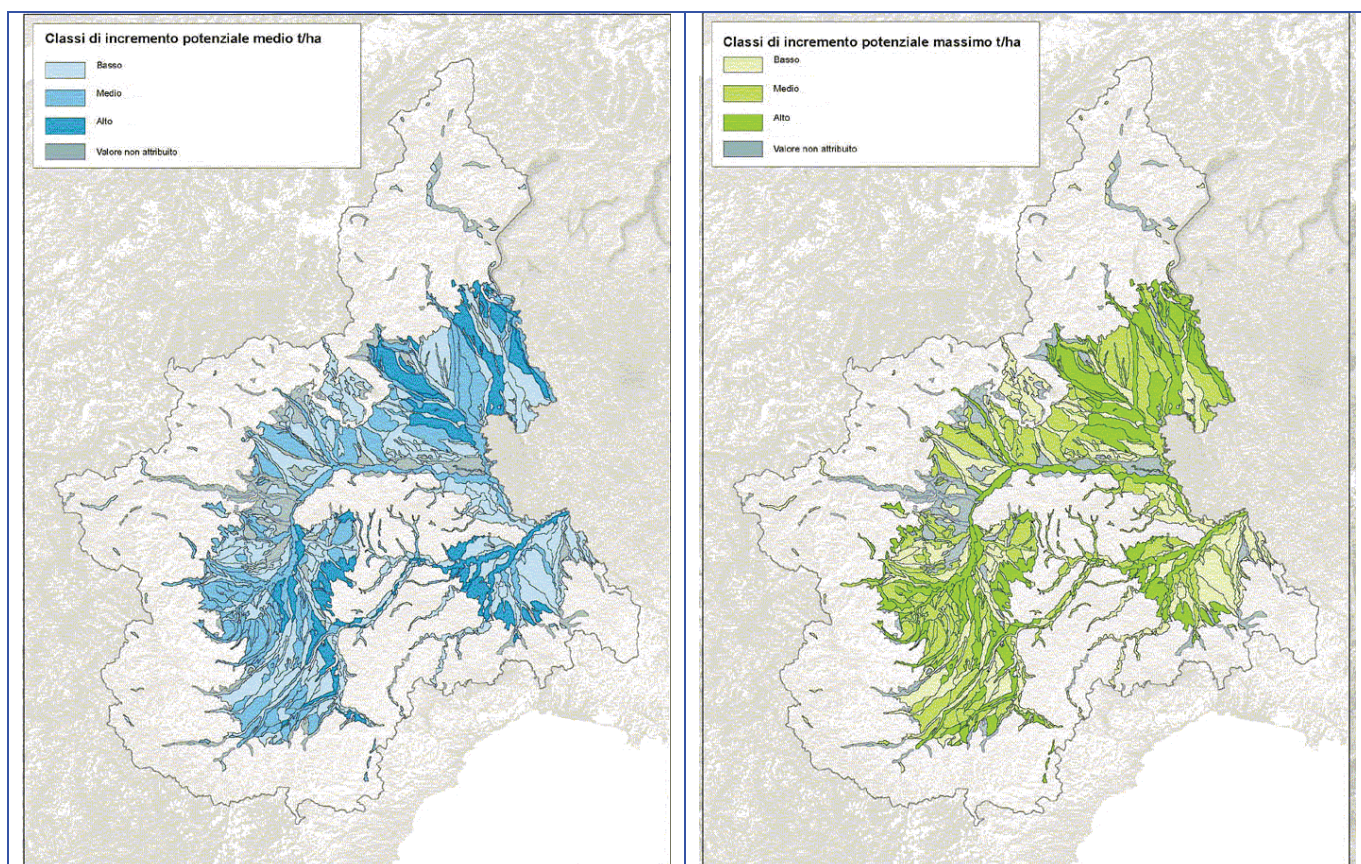 Classi di incremento potenziale medio t/ha
Basso
Medio
Alto
Valore non attribuito
Classi di incremento potenziale massimo t/ha
Basso
Medio
Alto
Valore non attribuito